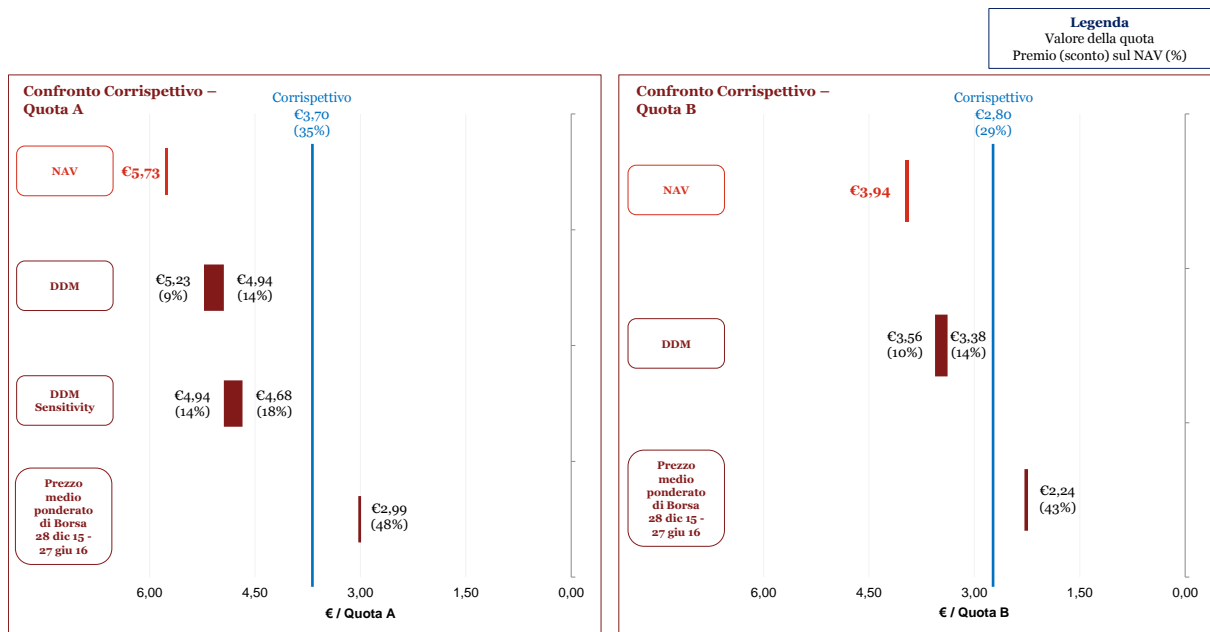 Legenda
Valore della quota
Premio (sconto) sul NAV (%)
Confronto Corrispettivo –
Quota A
Corrispettivo
€3,70
(35%)
NAV
€5,73
DDM
€5,23
(9%)
€4,94
(14%)
DDM
Sensitivity
€4,94
(14%)
€4,68
(18%)
Prezzo
medio
ponderato
di Borsa
28 dic 15 -
27 giu 16
€2,99
(48%)
6,00
4,50
3,00
1,50
0,00
€ / Quota A
Confronto Corrispettivo –
Quota B
Corrispettivo
€2,80
(29%)
NAV
€3,94
DDM
€3,56
(10%)
€3,38
(14%)
Prezzo
medio
ponderato
di Borsa
28 dic 15 -
27 giu 16
€2,24
(43%)
6,00
4,50
3,00
1,50
0,00
€ / Quota B